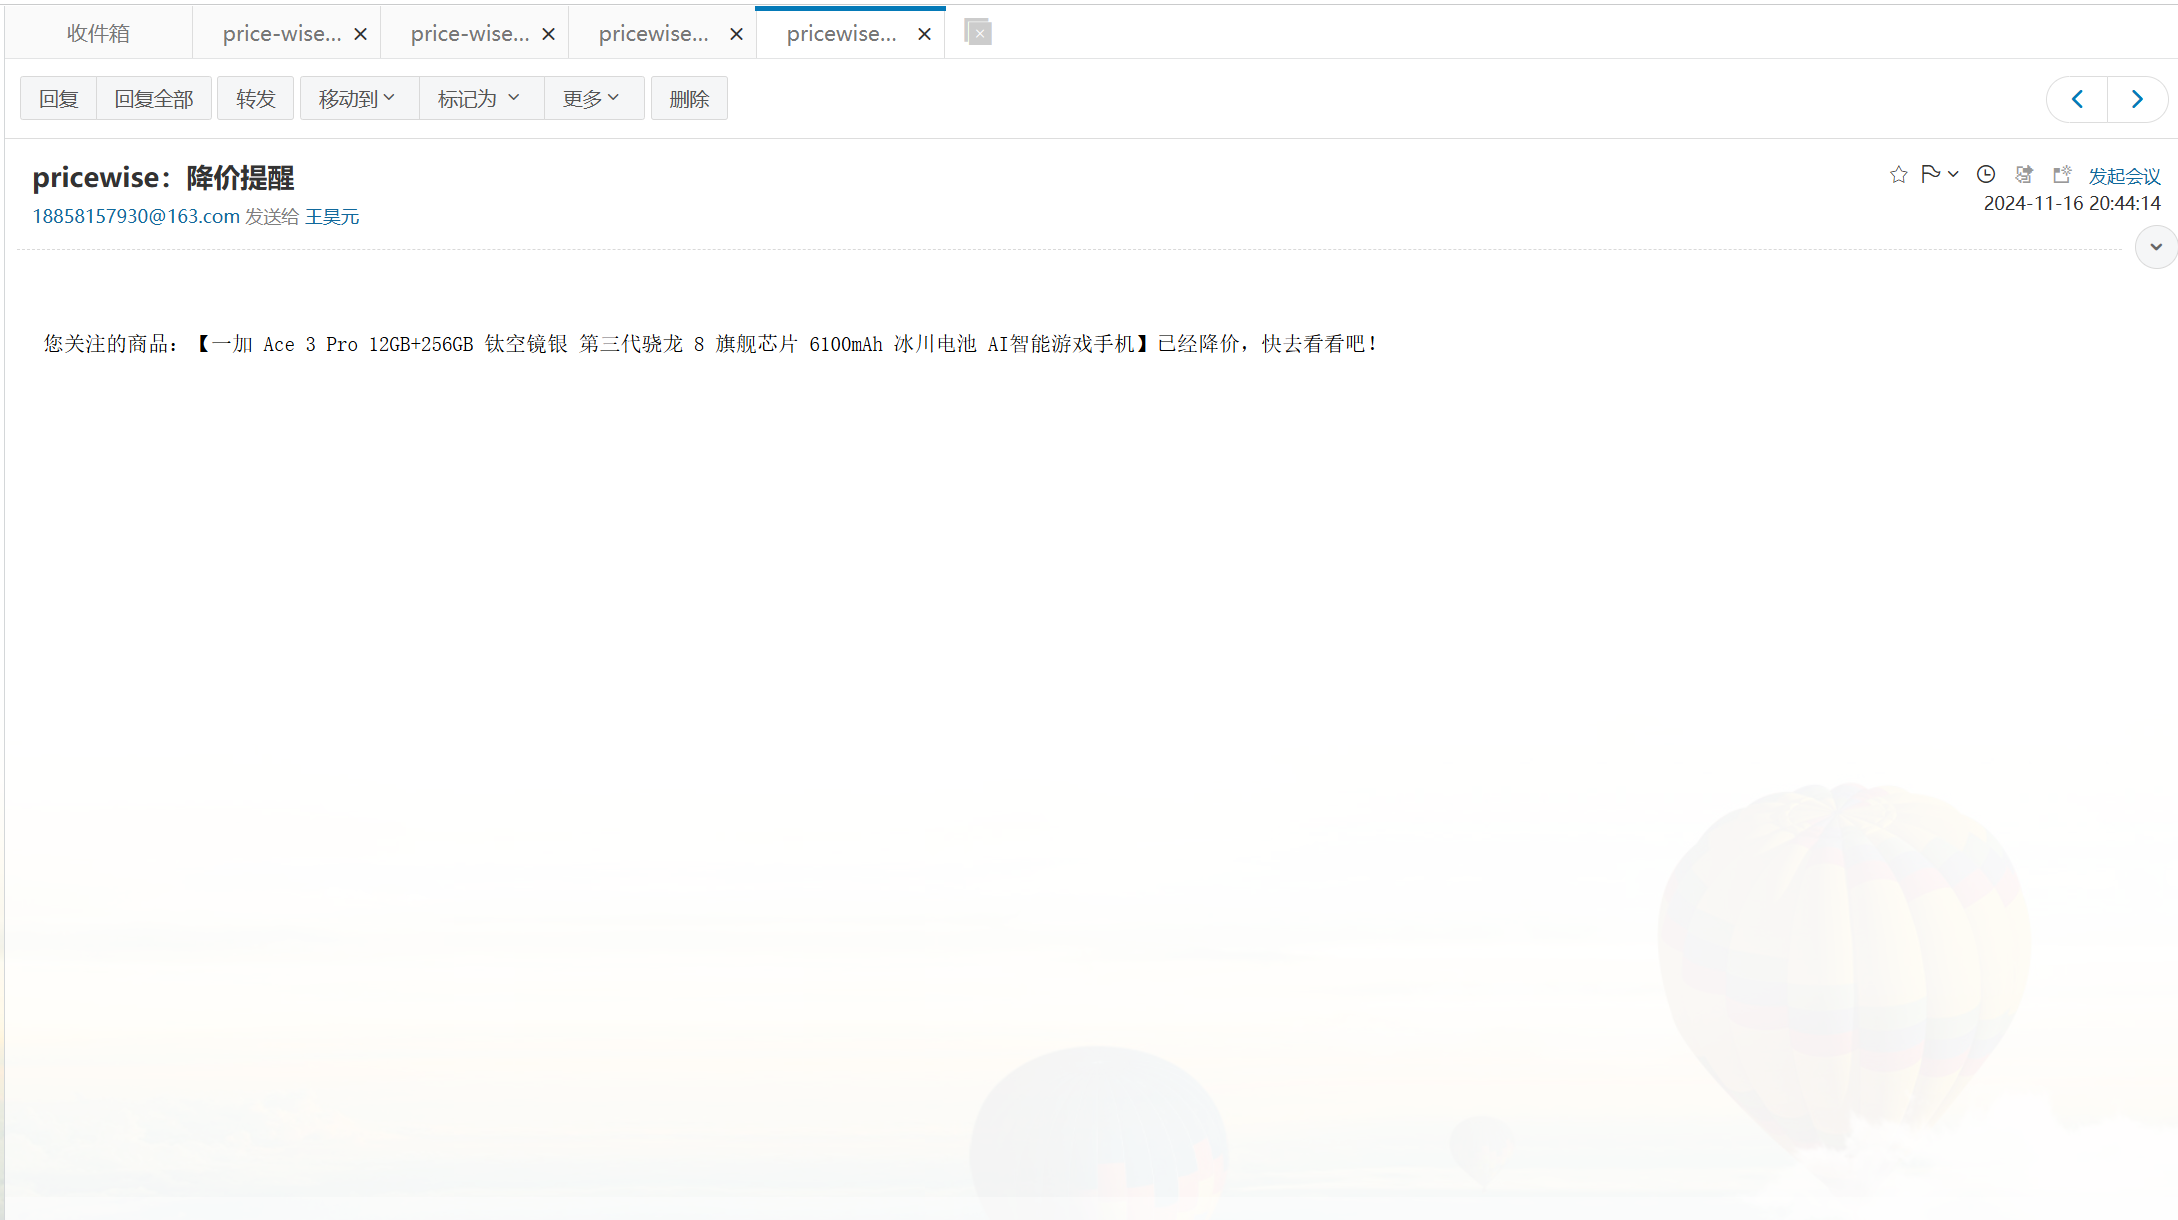 收件箱 price-wise... price-wise... pricewise... pricewise...
回复 回复全部 转发 移动到 标记为 更多 删除
pricewise：降价提醒
发起会议
18858157930@163.com 发送给 王昊元
2024-11-16 20:44:14
您关注的商品：【一加 Ace 3 Pro 12GB+256GB 钛空镜银 第三代骁龙 8 旗舰芯片 6100mAh 冰川电池 AI智能游戏手机】已经降价，快去看看吧！